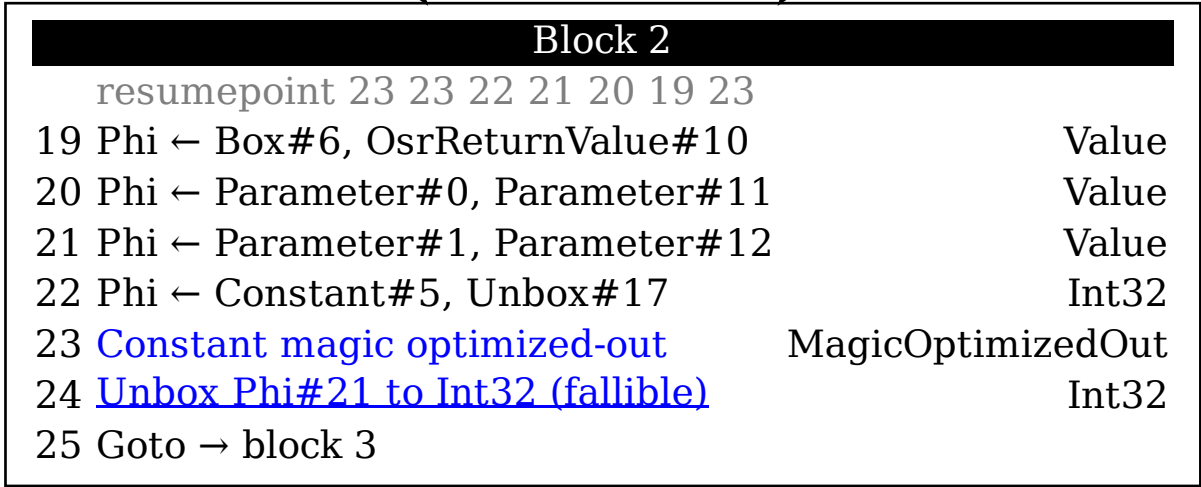 Block 2
resumepoint 23 23 22 21 20 19 23
19 Phi ← Box#6, OsrReturnValue#10 Value
20 Phi ← Parameter#0, Parameter#11 Value
21 Phi ← Parameter#1, Parameter#12 Value
22 Phi ← Constant#5, Unbox#17 Int32
23 Constant magic optimized-out MagicOptimizedOut
24 Unbox Phi#21 to Int32 (fallible) Int32
25 Goto → block 3